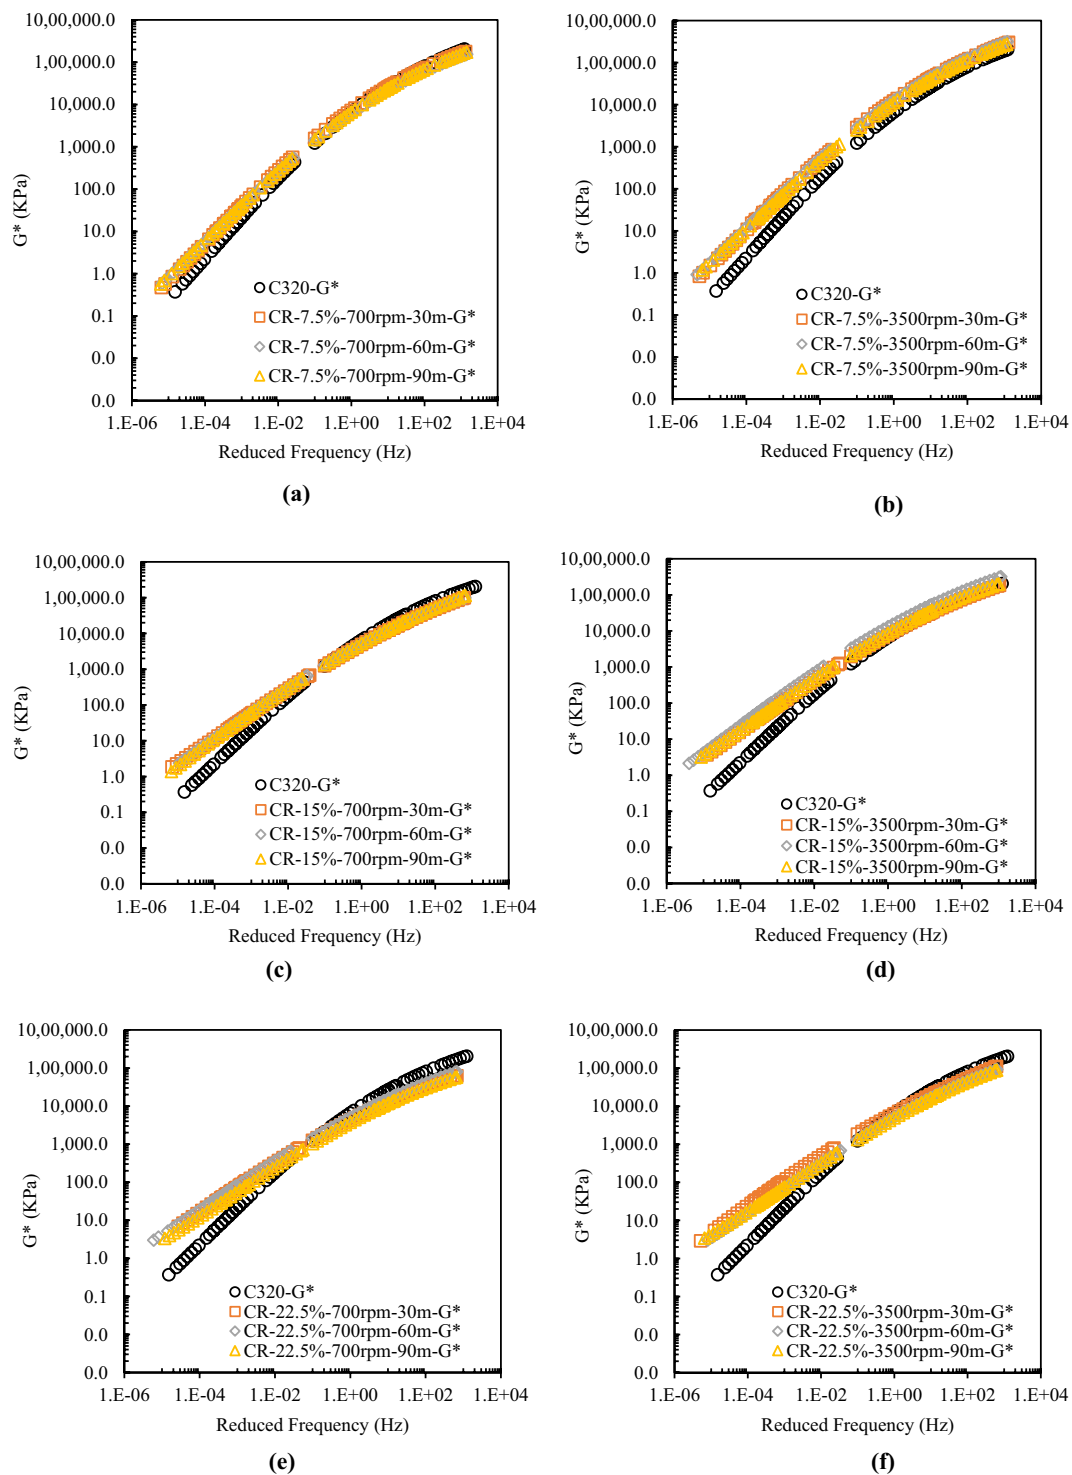 10,00,000.0
1,00,000.0
10,000.0
1,000.0
100.0
10.0
1.0
0.1
0.0
0.0
G* (KPa)
C320-G*
CR-7.5%-700rpm-30m-G*
CR-7.5%-700rpm-60m-G*
CR-7.5%-700rpm-90m-G*
1.E-06 1.E-04 1.E-02 1.E+00 1.E+02 1.E+04
Reduced Frequency (Hz)
(a)
10,00,000.0
1,00,000.0
10,000.0
1,000.0
100.0
10.0
1.0
0.1
0.0
0.0
G* (KPa)
C320-G*
CR-7.5%-3500rpm-30m-G*
CR-7.5%-3500rpm-60m-G*
CR-7.5%-3500rpm-90m-G*
1.E-06 1.E-04 1.E-02 1.E+00 1.E+02 1.E+04
Reduced Frequency (Hz)
(b)
10,00,000.0
1,00,000.0
10,000.0
1,000.0
100.0
10.0
1.0
0.1
0.0
0.0
G* (KPa)
C320-G*
CR-15%-700rpm-30m-G*
CR-15%-700rpm-60m-G*
CR-15%-700rpm-90m-G*
1.E-06 1.E-04 1.E-02 1.E+00 1.E+02 1.E+04
Reduced Frequency (Hz)
(c)
10,00,000.0
1,00,000.0
10,000.0
1,000.0
100.0
10.0
1.0
0.1
0.0
0.0
G* (KPa)
C320-G*
CR-15%-3500rpm-30m-G*
CR-15%-3500rpm-60m-G*
CR-15%-3500rpm-90m-G*
1.E-06 1.E-04 1.E-02 1.E+00 1.E+02 1.E+04
Reduced Frequency (Hz)
(d)
10,00,000.0
1,00,000.0
10,000.0
1,000.0
100.0
10.0
1.0
0.1
0.0
0.0
G* (KPa)
C320-G*
CR-22.5%-700rpm-30m-G*
CR-22.5%-700rpm-60m-G*
CR-22.5%-700rpm-90m-G*
1.E-06 1.E-04 1.E-02 1.E+00 1.E+02 1.E+04
Reduced Frequency (Hz)
(e)
10,00,000.0
1,00,000.0
10,000.0
1,000.0
100.0
10.0
1.0
0.1
0.0
0.0
G* (KPa)
C320-G*
CR-22.5%-3500rpm-30m-G*
CR-22.5%-3500rpm-60m-G*
CR-22.5%-3500rpm-90m-G*
1.E-06 1.E-04 1.E-02 1.E+00 1.E+02 1.E+04
Reduced Frequency (Hz)
(f)